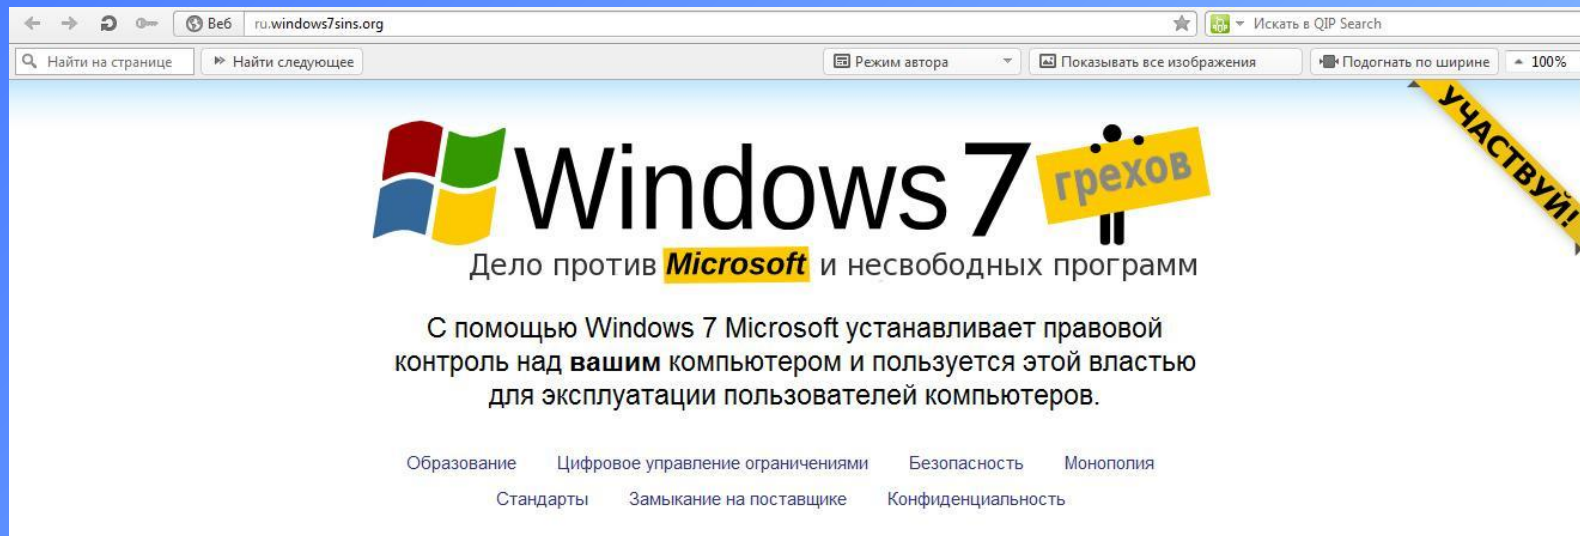 Веб ru.windows7sins.org Искать в QIP Search
Найти на странице Найти следующее Режим автора Показывать все изображения Подогнать по ширине 100%
УЧАСТВУЙ!
Windows 7 грехов
Дело против Microsoft и несвободных программ
С помощью Windows 7 Microsoft устанавливает правовой
контроль над вашим компьютером и пользуется этой властью
для эксплуатации пользователей компьютеров.
Образование Цифровое управление ограничениями Безопасность Монополия
Стандарты Замыкание на поставщике Конфиденциальность